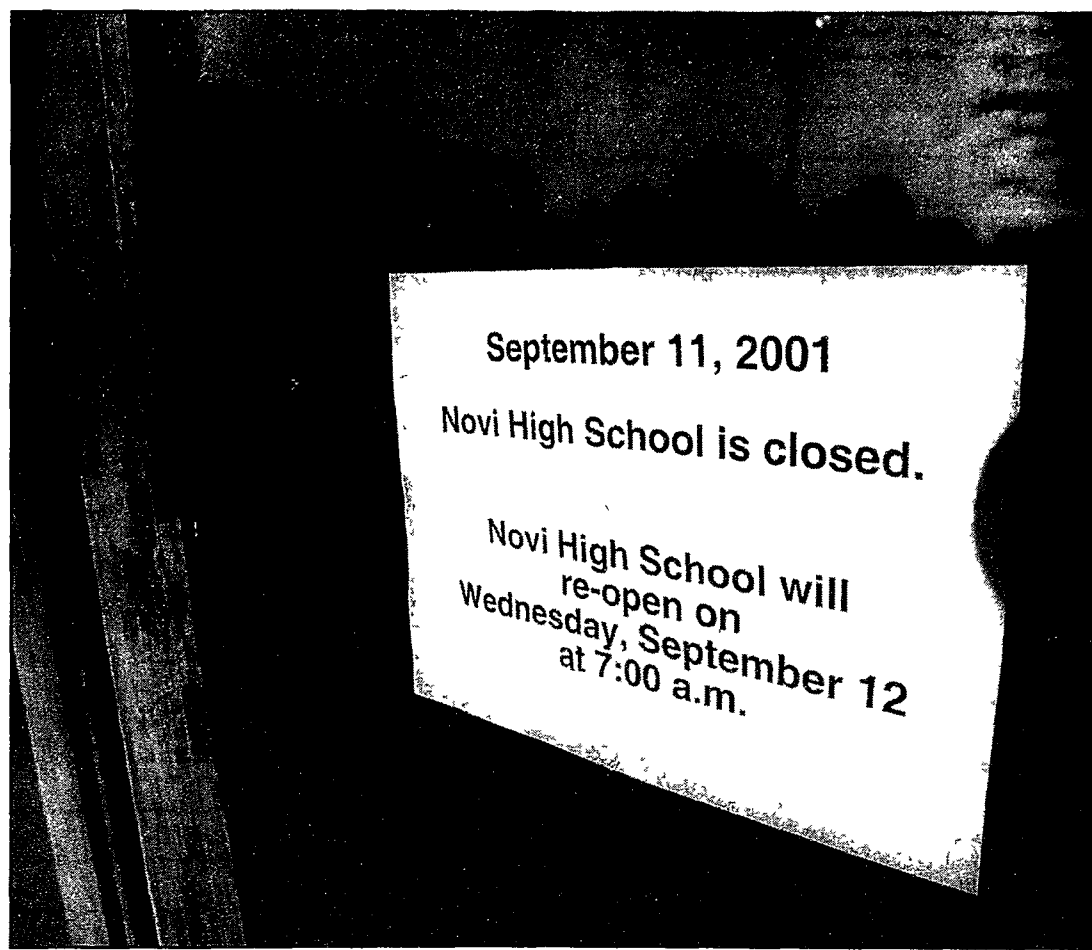 September 11, 2001
Novi High School is closed.
Novi High School will
re-open on
Wednesday, September 12
at 7:00 a.m.